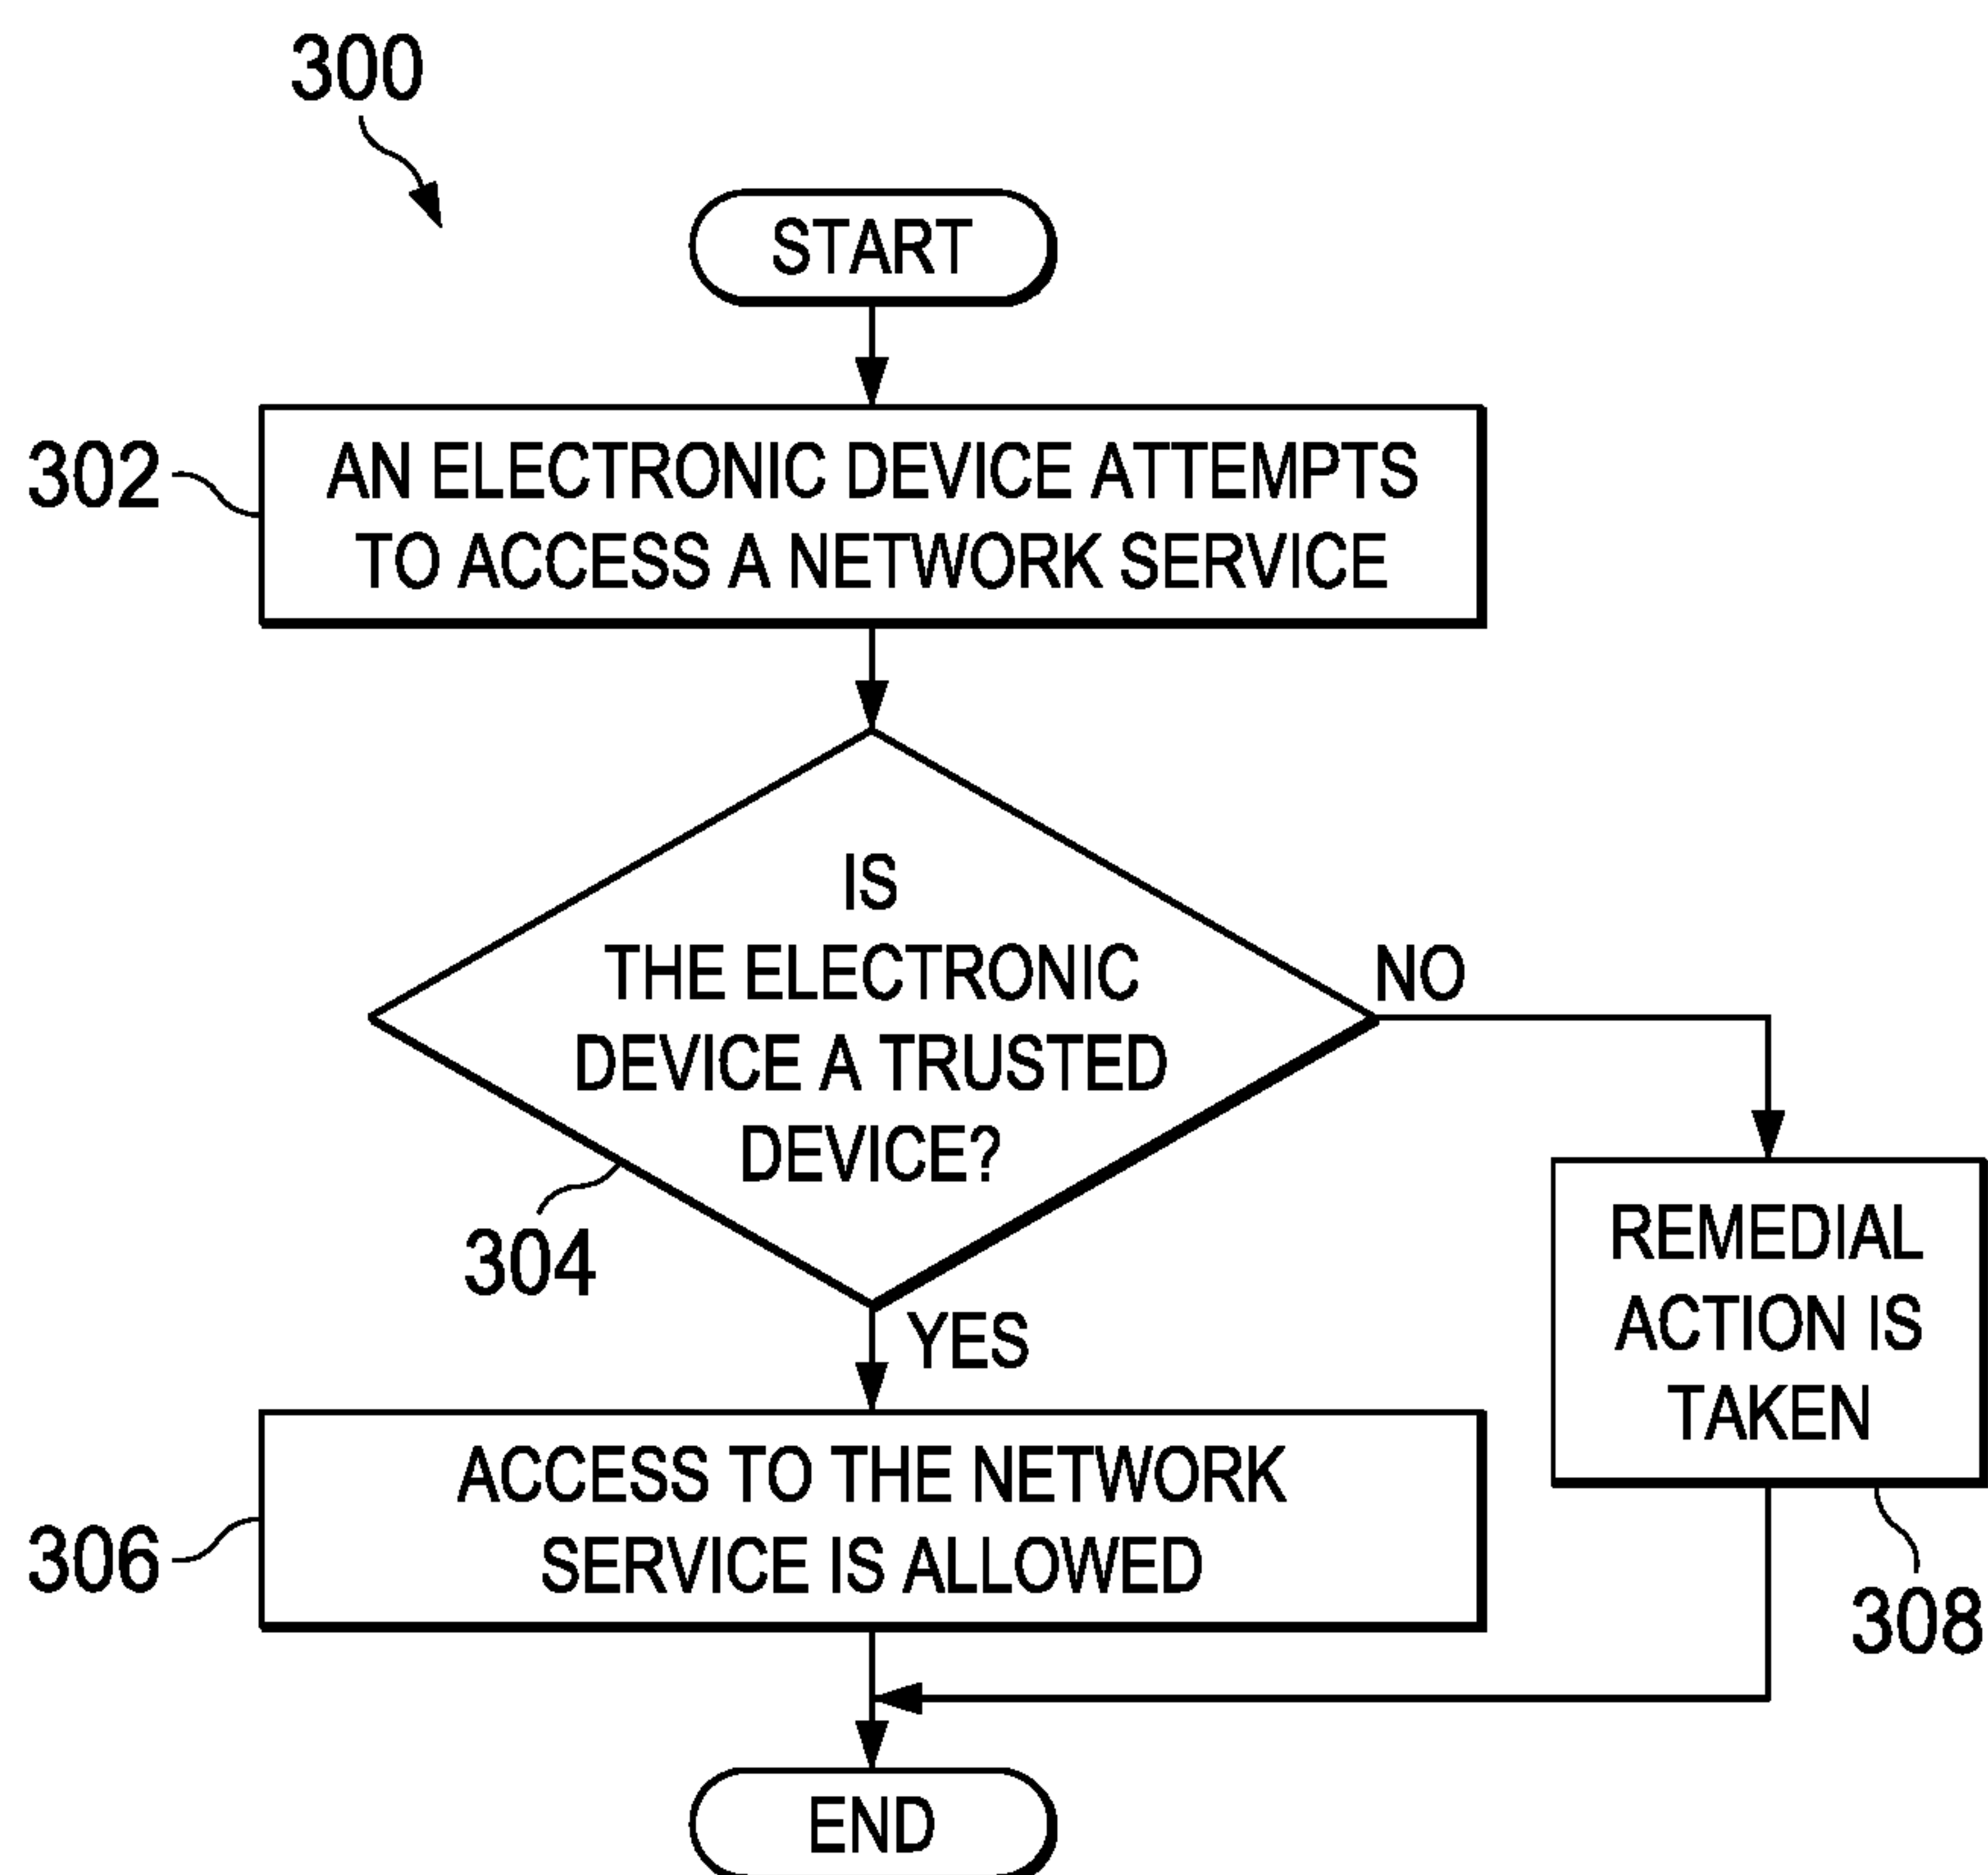 300
START
302
AN ELECTRONIC DEVICE ATTEMPTS
TO ACCESS A NETWORK SERVICE
IS
THE ELECTRONIC
DEVICE A TRUSTED
DEVICE?
NO
304
YES
REMEDIAL
ACTION IS
TAKEN
308
306
ACCESS TO THE NETWORK
SERVICE IS ALLOWED
END